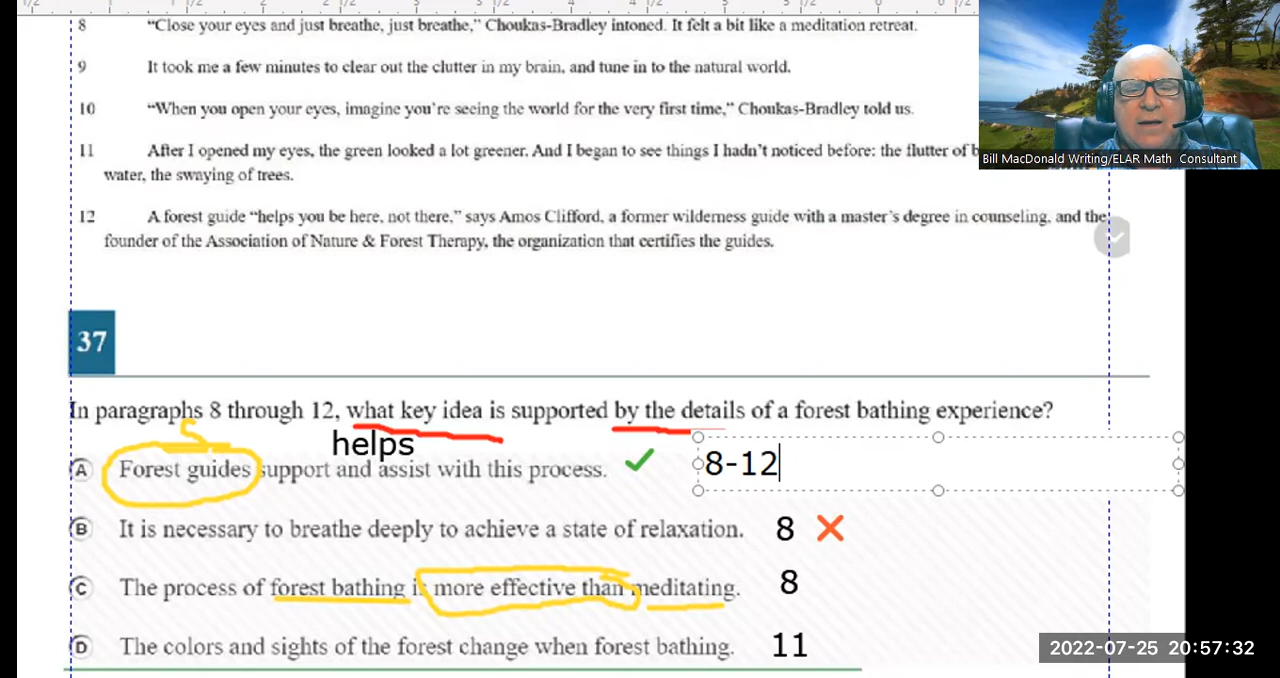 8 "Close your eyes and just breathe, just breathe," Choukas-Bradley intoned. It felt a bit like a meditation retreat.
9 It took me a few minutes to clear out the clutter in my brain, and tune in to the natural world.
10 "When you open your eyes, imagine you're seeing the world for the very first time," Choukas-Bradley told us.
11 After I opened my eyes, the green looked a lot greener. And I began to see things I hadn't noticed before: the flutter of
water, the swaying of trees.
Bill MacDonald Writing/ELAR Math Consultant
12 A forest guide "helps you be here, not there," says Amos Clifford, a former wilderness guide with a master's degree in counseling, and the
founder of the Association of Nature & Forest Therapy, the organization that certifies the guides.
37
In paragraphs 8 through 12, what key idea is supported by the details of a forest bathing experience?
helps
A Forest guides support and assist with this process. 8-12
B It is necessary to breathe deeply to achieve a state of relaxation. 8
C The process of forest bathing is more effective than meditating. 8
D The colors and sights of the forest change when forest bathing. 11
2022-07-25 20:57:32